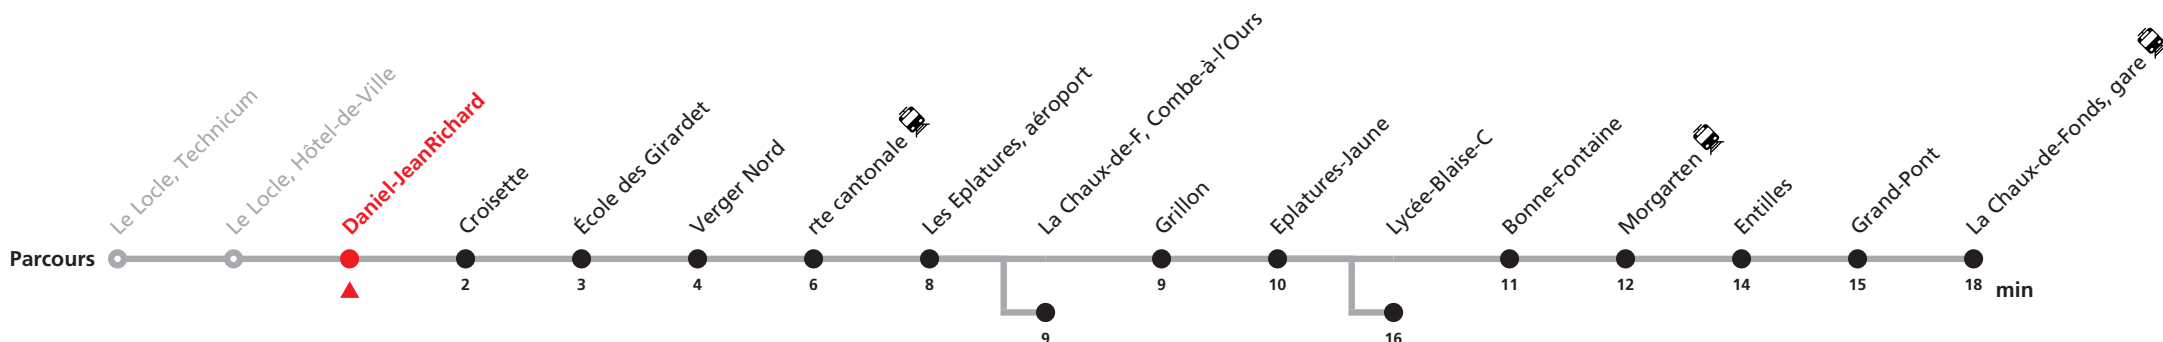 Le Locle, Technicum
Le Locle, Hôtel-de-Ville
Daniel-JeanRichard
Croisette
École des Girardet
Verger Nord
rte cantonale
Les Eplatures, aéroport
La Chaux-de-F, Combe-à-l'Ours
Grillon
Eplatures-Jaune
Lycée-Blaise-C
Bonne-Fontaine
Morgarten
Entilles
Grand-Pont
La Chaux-de-Fonds, gare
Parcours
2 3 4 6 8 9 10 11 12 14 15 18 min
9 16